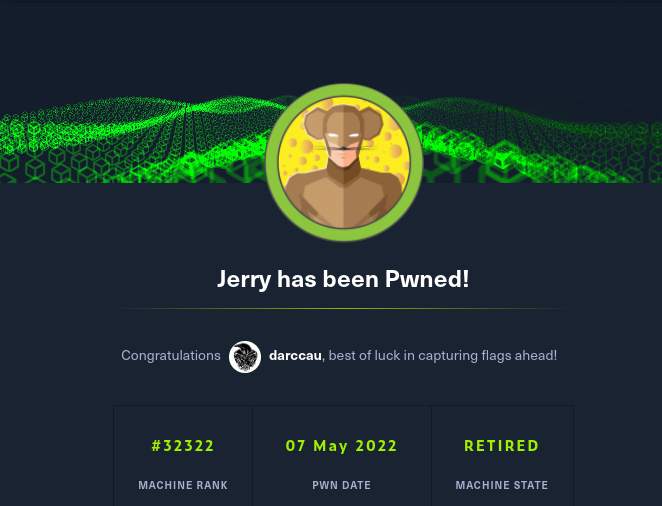 Jerry has been Pwned!
Congratulations darccau, best of luck in capturing flags ahead!
#32322 07 May 2022 RETIRED
MACHINE RANK PWN DATE MACHINE STATE